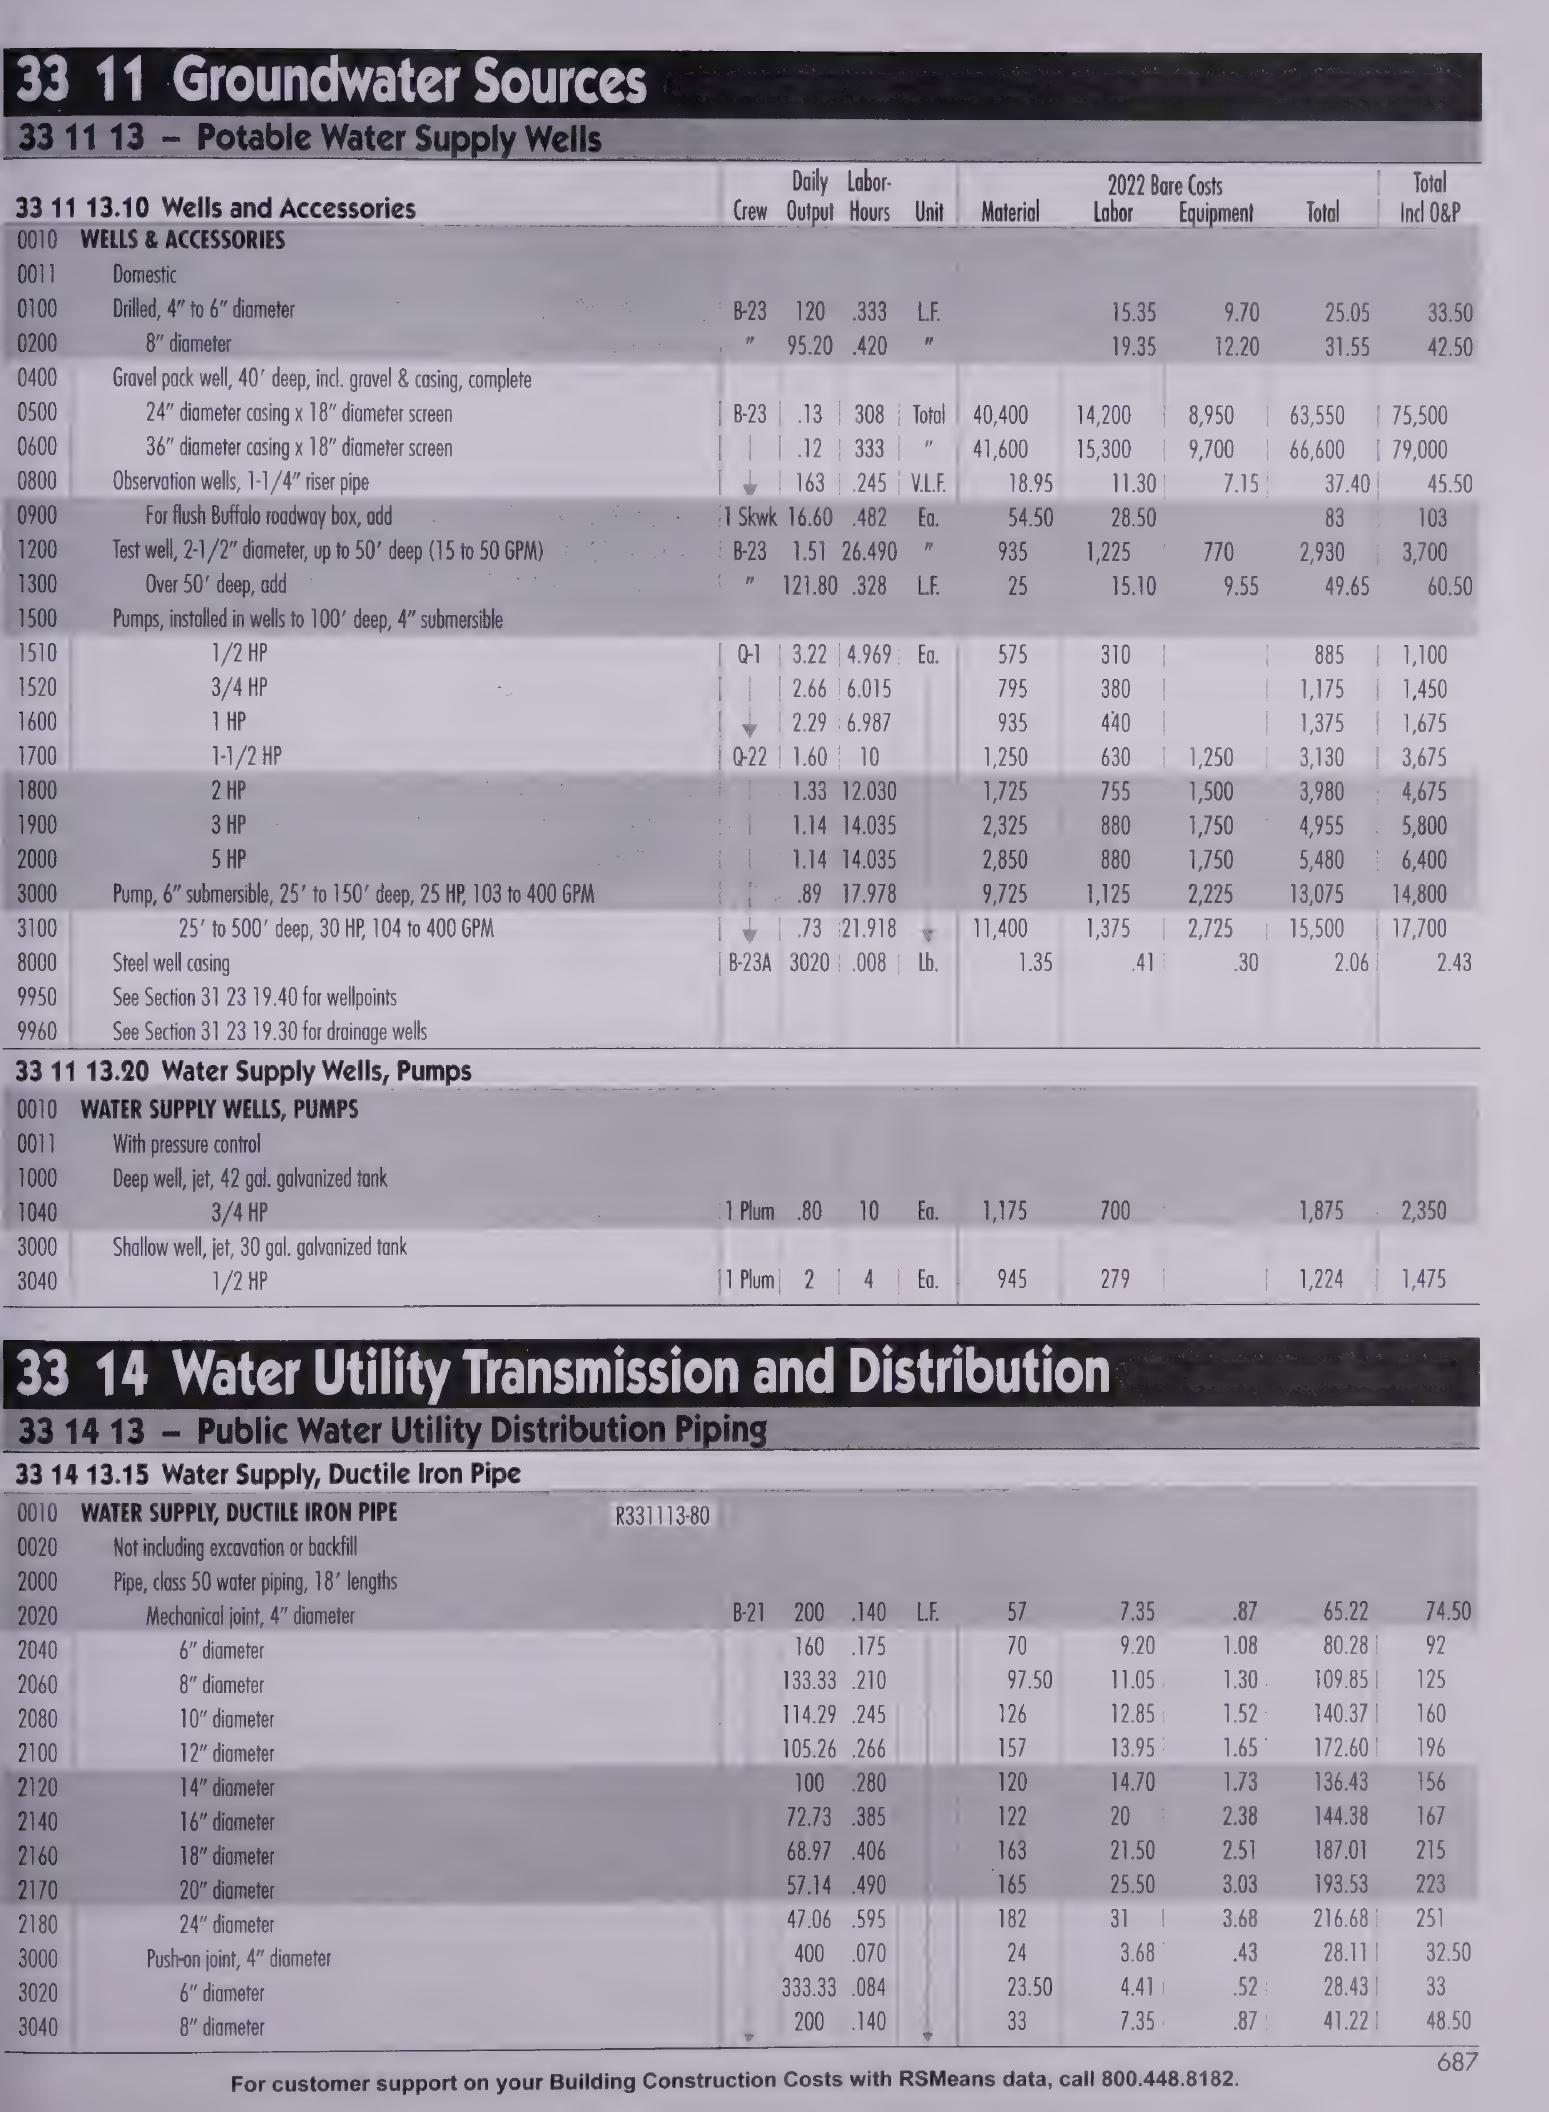 33 11 Groundwater Sources
33 11 13 – Potable Water Supply Wells
Daily Labor- 2022 Bare Costs Total
33 11 13.10 Wells and Accessories Crew Output Hours Unit Material Labor Equipment Total Incl O&P
0010 WELLS & ACCESSORIES
0011 Domestic
0100 Drilled, 4" to 6" diameter B-23 120 .333 L.F. 15.35 9.70 25.05 33.50
0200 8" diameter " 95.20 .420 " 19.35 12.20 31.55 42.50
0400 Gravel pack well, 40' deep, incl. gravel & casing, complete
0500 24" diameter casing x 18" diameter screen B-23 .13 308 Total 40,400 14,200 8,950 63,550 75,500
0600 36" diameter casing x 18" diameter screen .12 333 " 41,600 15,300 9,700 66,600 79,000
0800 Observation wells, 1-1/4" riser pipe 163 .245 V.L.F. 18.95 11.30 7.15 37.40 45.50
0900 For flush Buffalo roadway box, add 1 Skwk 16.60 .482 Ea. 54.50 28.50 83 103
1200 Test well, 2-1/2" diameter, up to 50' deep (15 to 50 GPM) B-23 1.51 26.490 " 935 1,225 770 2,930 3,700
1300 Over 50' deep, add " 121.80 .328 L.F. 25 15.10 9.55 49.65 60.50
1500 Pumps, installed in wells to 100' deep, 4" submersible
1510 1/2 HP Q-1 3.22 4.969 Ea. 575 310 885 1,100
1520 3/4 HP 2.66 6.015 795 380 1,175 1,450
1600 1 HP 2.29 6.987 935 440 1,375 1,675
1700 1-1/2 HP Q-22 1.60 10 1,250 630 1,250 3,130 3,675
1800 2 HP 1.33 12.030 1,725 755 1,500 3,980 4,675
1900 3 HP 1.14 14.035 2,325 880 1,750 4,955 5,800
2000 5 HP 1.14 14.035 2,850 880 1,750 5,480 6,400
3000 Pump, 6" submersible, 25' to 150' deep, 25 HP, 103 to 400 GPM .89 17.978 9,725 1,125 2,225 13,075 14,800
3100 25' to 500' deep, 30 HP, 104 to 400 GPM .73 21.918 11,400 1,375 2,725 15,500 17,700
8000 Steel well casing B-23A 3020 .008 Lb. 1.35 .41 .30 2.06 2.43
9950 See Section 31 23 19.40 for wellpoints
9960 See Section 31 23 19.30 for drainage wells
33 11 13.20 Water Supply Wells, Pumps
0010 WATER SUPPLY WELLS, PUMPS
0011 With pressure control
1000 Deep well, jet, 42 gal. galvanized tank
1040 3/4 HP 1 Plum .80 10 Ea. 1,175 700 1,875 2,350
3000 Shallow well, jet, 30 gal. galvanized tank
3040 1/2 HP 1 Plum 2 4 Ea. 945 279 1,224 1,475
33 14 Water Utility Transmission and Distribution
33 14 13 – Public Water Utility Distribution Piping
33 14 13.15 Water Supply, Ductile Iron Pipe
0010 WATER SUPPLY, DUCTILE IRON PIPE R331113-80
0020 Not including excavation or backfill
2000 Pipe, class 50 water piping, 18' lengths
2020 Mechanical joint, 4" diameter B-21 200 .140 L.F. 57 7.35 .87 65.22 74.50
2040 6" diameter 160 .175 70 9.20 1.08 80.28 92
2060 8" diameter 133.33 .210 97.50 11.05 1.30 109.85 125
2080 10" diameter 114.29 .245 126 12.85 1.52 140.37 160
2100 12" diameter 105.26 .266 157 13.95 1.65 172.60 196
2120 14" diameter 100 .280 120 14.70 1.73 136.43 156
2140 16" diameter 72.73 .385 122 20 2.38 144.38 167
2160 18" diameter 68.97 .406 163 21.50 2.51 187.01 215
2170 20" diameter 57.14 .490 165 25.50 3.03 193.53 223
2180 24" diameter 47.06 .595 182 31 3.68 216.68 251
3000 Push-on joint, 4" diameter 400 .070 24 3.68 .43 28.11 32.50
3020 6" diameter 333.33 .084 23.50 4.41 .52 28.43 33
3040 8" diameter 200 .140 33 7.35 .87 41.22 48.50
For customer support on your Building Construction Costs with RSMeans data, call 800.448.8182.
687